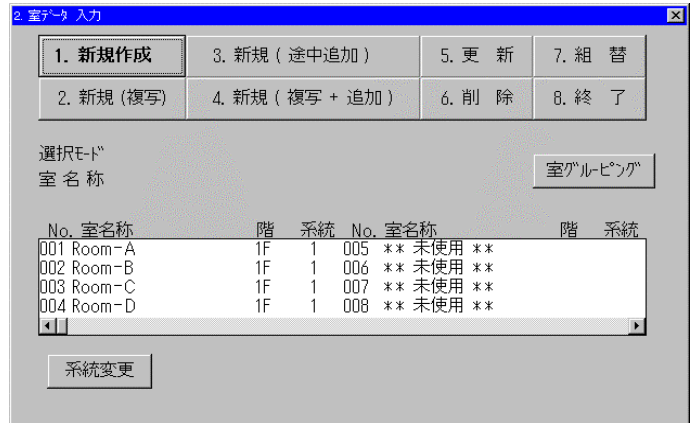 2. 室ﾃﾞｰﾀ 入力
1. 新規作成 3. 新規 ( 途中追加 ) 5. 更 新 7. 組 替
2. 新規 (複写) 4. 新規 ( 複写 + 追加 ) 6. 削 除 8. 終 了
選択ﾓｰﾄﾞ
室 名 称
室ｸﾞﾙｰﾋﾟﾝｸﾞ
No. 室名称 階 系統 No. 室名称 階 系統
001 Room-A 1F 1 005 ** 未使用 **
002 Room-B 1F 1 006 ** 未使用 **
003 Room-C 1F 1 007 ** 未使用 **
004 Room-D 1F 1 008 ** 未使用 **
系統変更